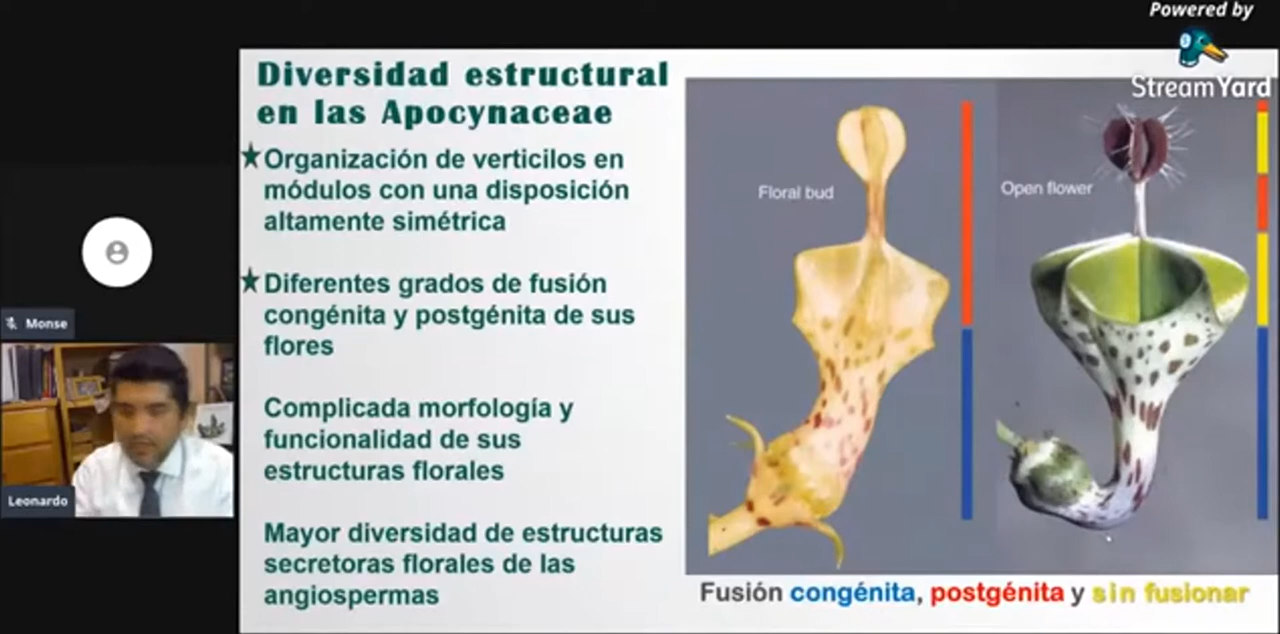 Powered by
StreamYard
Diversidad estructural
en las Apocynaceae
★Organización de verticilos en
módulos con una disposición
altamente simétrica
★Diferentes grados de fusión
congénita y postgénita de sus
flores
Complicada morfología y
funcionalidad de sus
estructuras florales
Mayor diversidad de estructuras
secretoras florales de las
angiospermas
Floral bud
Open flower
Fusión congénita, postgénita y sin fusionar
Monse
Leonardo